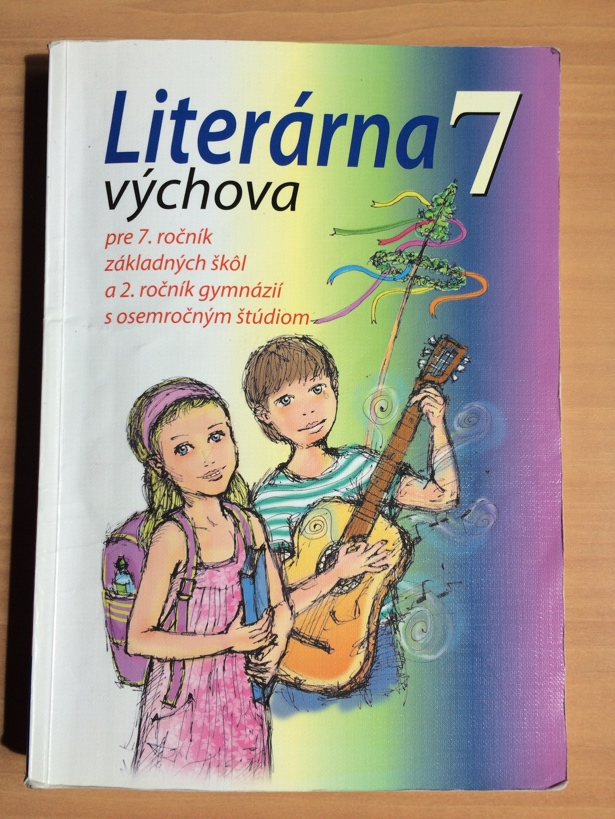 Literárna 7
výchova
pre 7. ročník
základných škôl
a 2. ročník gymnázií
s osemročným štúdiom